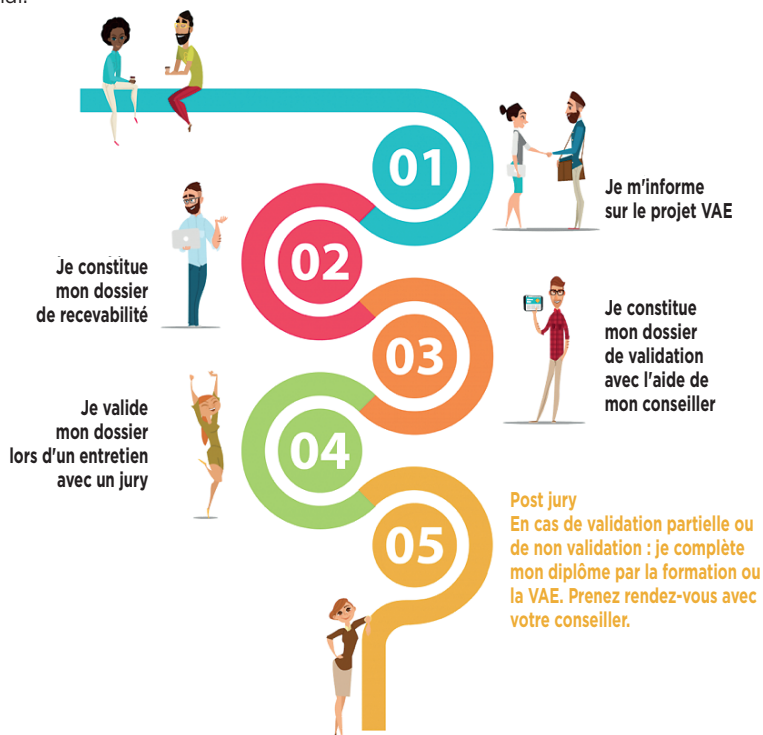 01
Je m'informe
sur le projet VAE
02
Je constitue
mon dossier
de recevabilité
03
Je constitue
mon dossier
de validation
avec l'aide de
mon conseiller
04
Je valide
mon dossier
lors d'un entretien
avec un jury
05
Post jury
En cas de validation partielle ou
de non validation : je complète
mon diplôme par la formation ou
la VAE. Prenez rendez-vous avec
votre conseiller.